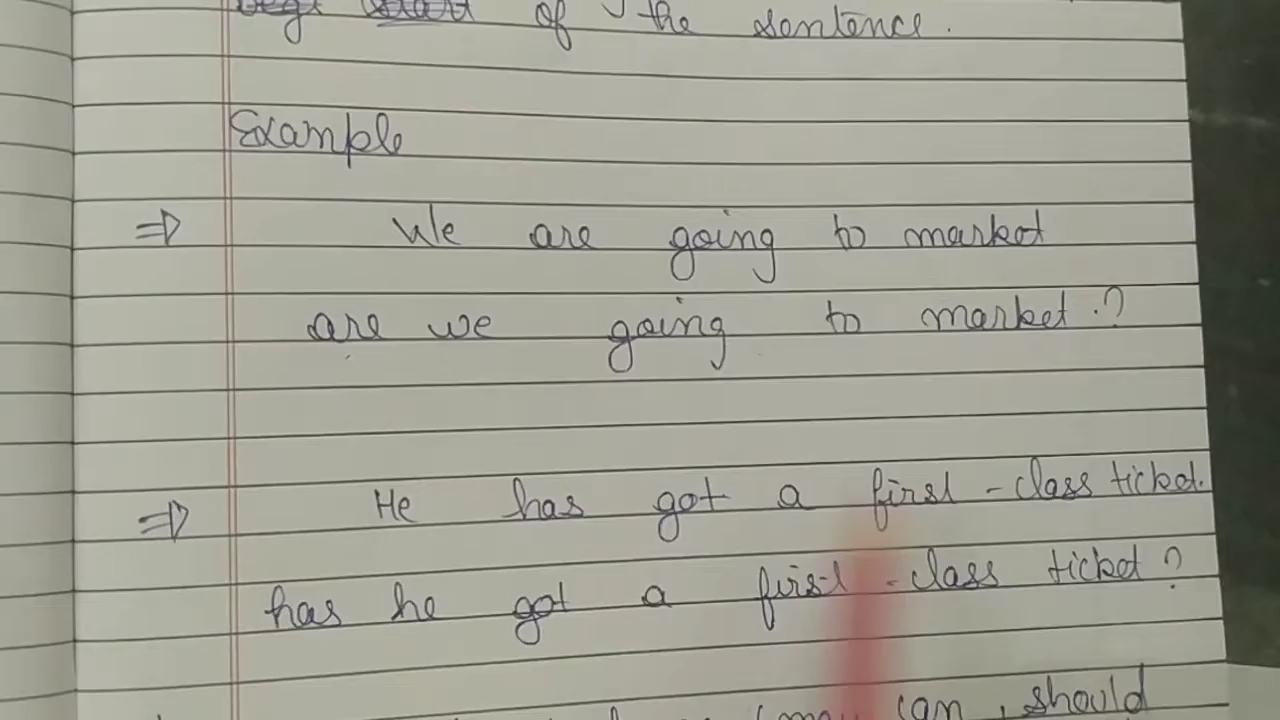 of the sentence.
Example
⇒ We are going to market
are we going to market.?
⇒ He has got a first-class ticket.
has he got a first-class ticket?
can, should